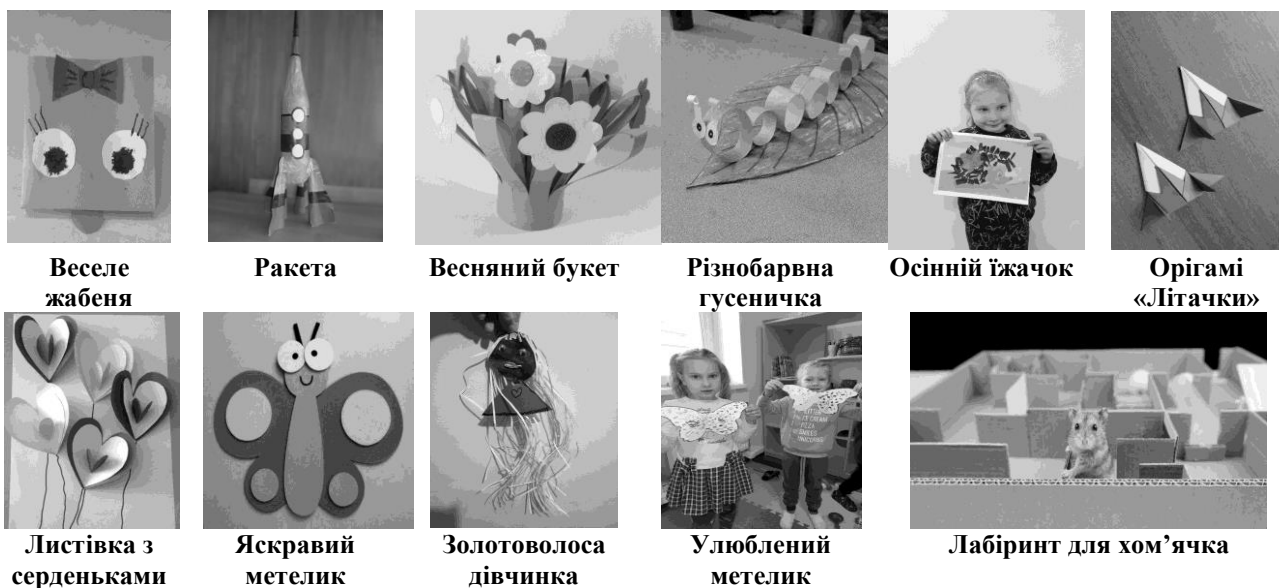 Веселе
жабеня
Ракета
Весняний букет
Різнобарвна
гусеничка
Осінній їжачок
Орігамі
«Літачки»
Листівка з
серденьками
Яскравий
метелик
Золотоволоса
дівчинка
Улюблений
метелик
Лабіринт для хом’ячка